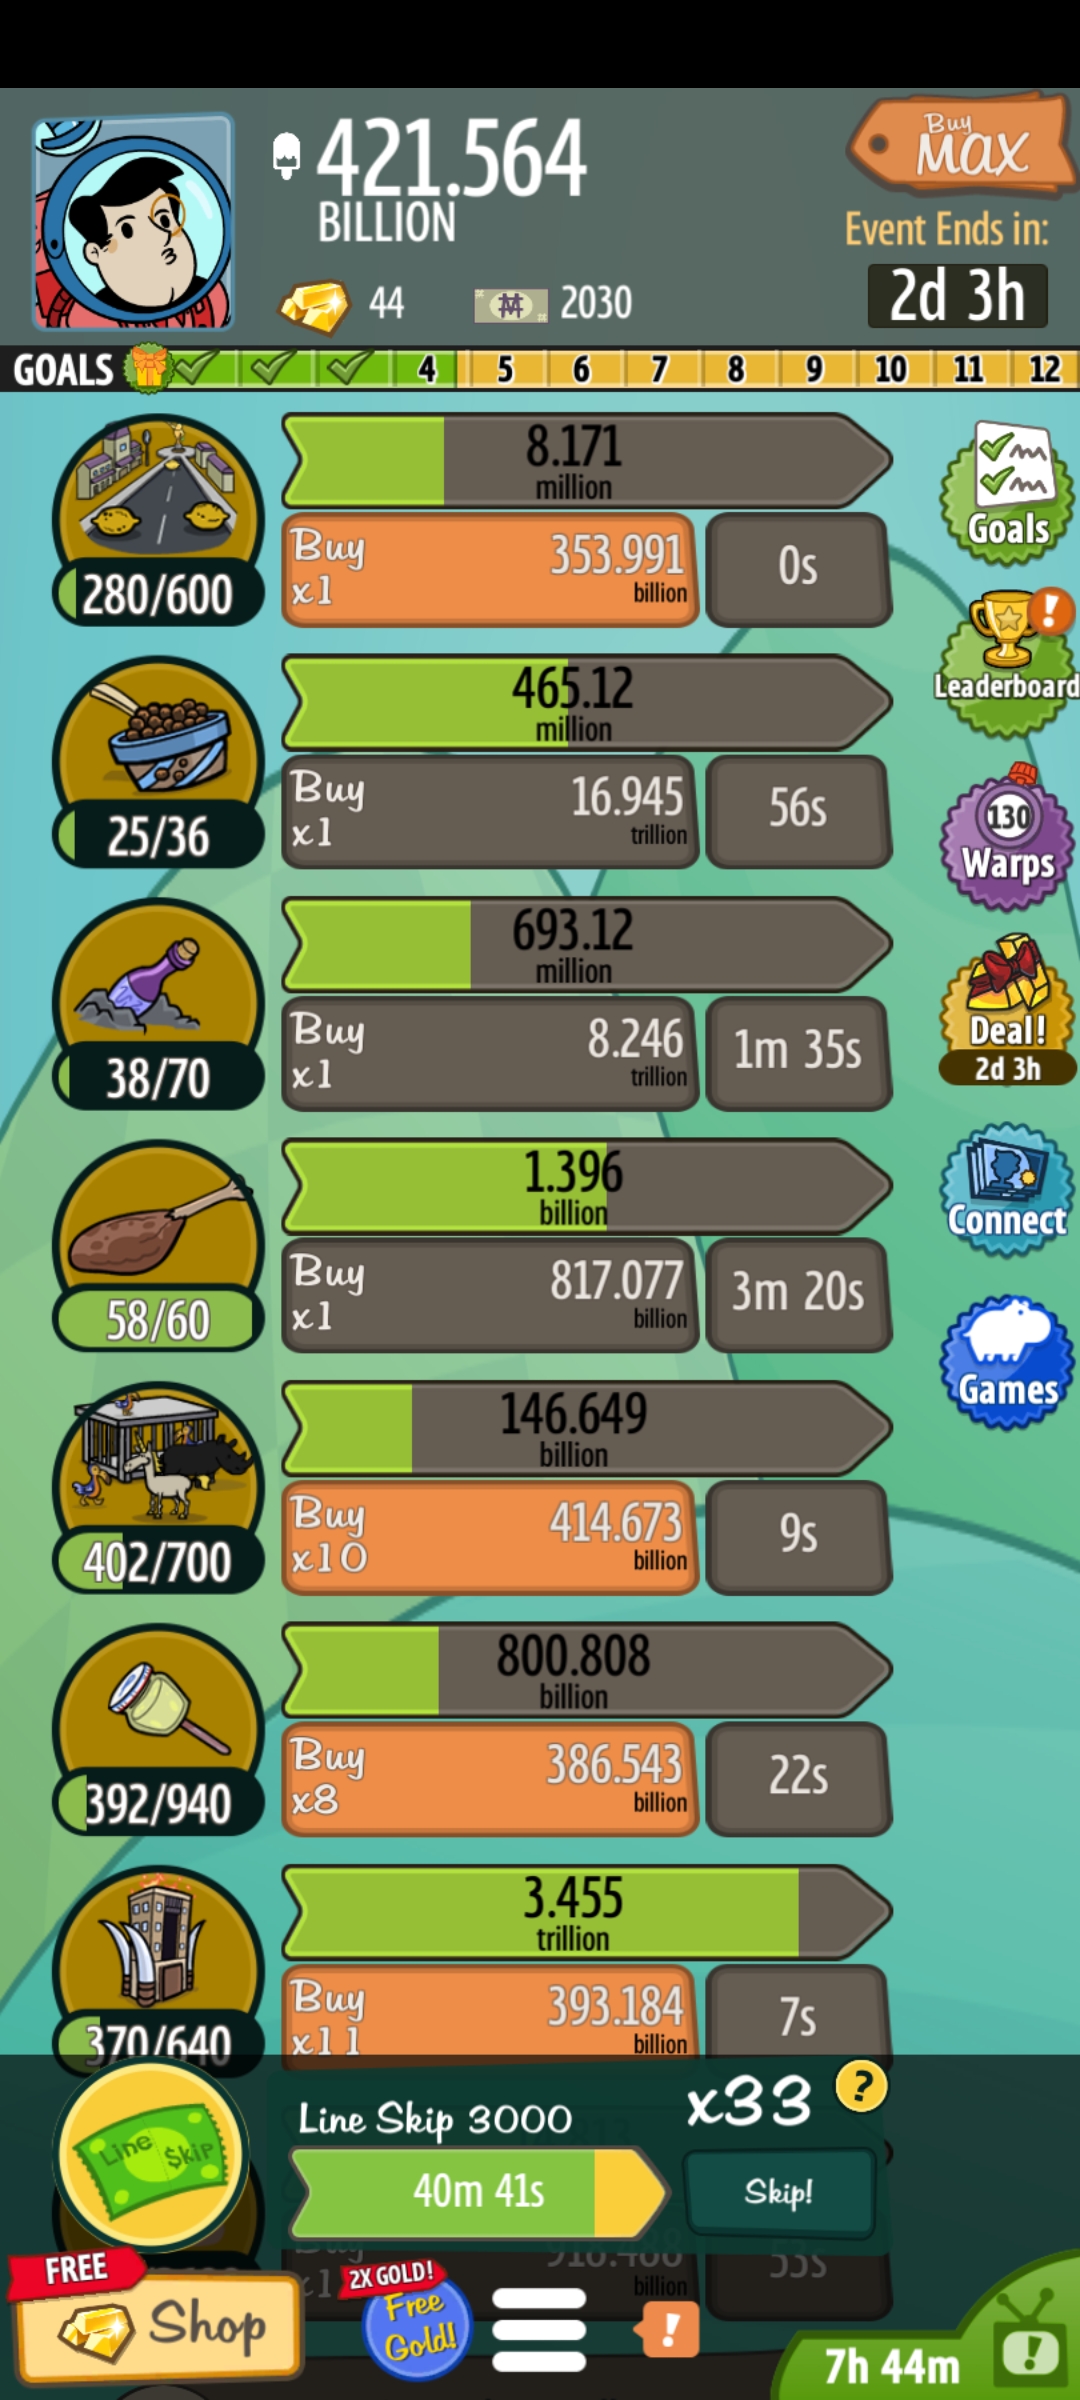 421.564
BILLION
Buy
MAX
Event Ends in:
2d 3h
44
2030
GOALS
4 5 6 7 8 9 10 11 12
8.171
million
Buy
x1
353.991
billion
0s
280/600
Goals
Leaderboard
465.12
million
Buy
x1
16.945
trillion
56s
25/36
130
Warps
693.12
million
Buy
x1
8.246
trillion
1m 35s
38/70
Deal!
2d 3h
1.396
billion
Buy
x1
817.077
billion
3m 20s
58/60
Connect
146.649
billion
Buy
x10
414.673
billion
9s
402/700
Games
800.808
billion
Buy
x8
386.543
billion
22s
392/940
3.455
trillion
Buy
x11
393.184
billion
7s
370/640
Line Skip 3000
x33
?
Line $kip
40m 41s
Skip!
Buy
x1
billion
53s
FREE
Shop
2X GOLD!
Free
Gold!
!
7h 44m
!